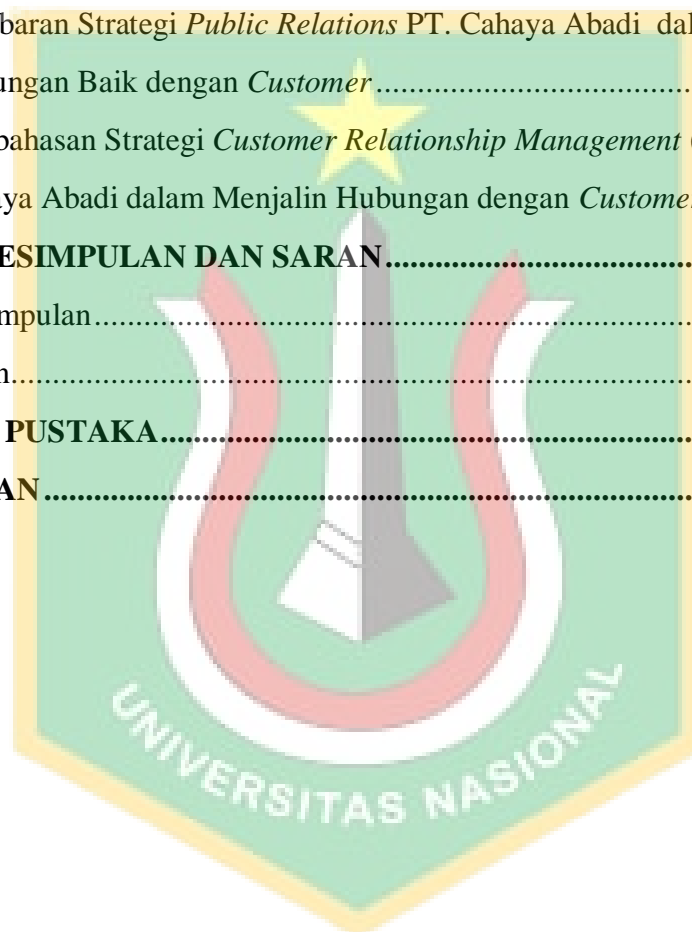 baran Strategi Public Relations PT. Cahaya Abadi dal
ungan Baik dengan Customer.......................................
bahasan Strategi Customer Relationship Management (
ya Abadi dalam Menjalin Hubungan dengan Customer
ESIMPULAN DAN SARAN.......................................
mpulan...............................................................................
n.........................................................................................
PUSTAKA.....................................................................
AN......................................................................................
UNIVERSITAS NASIONAL